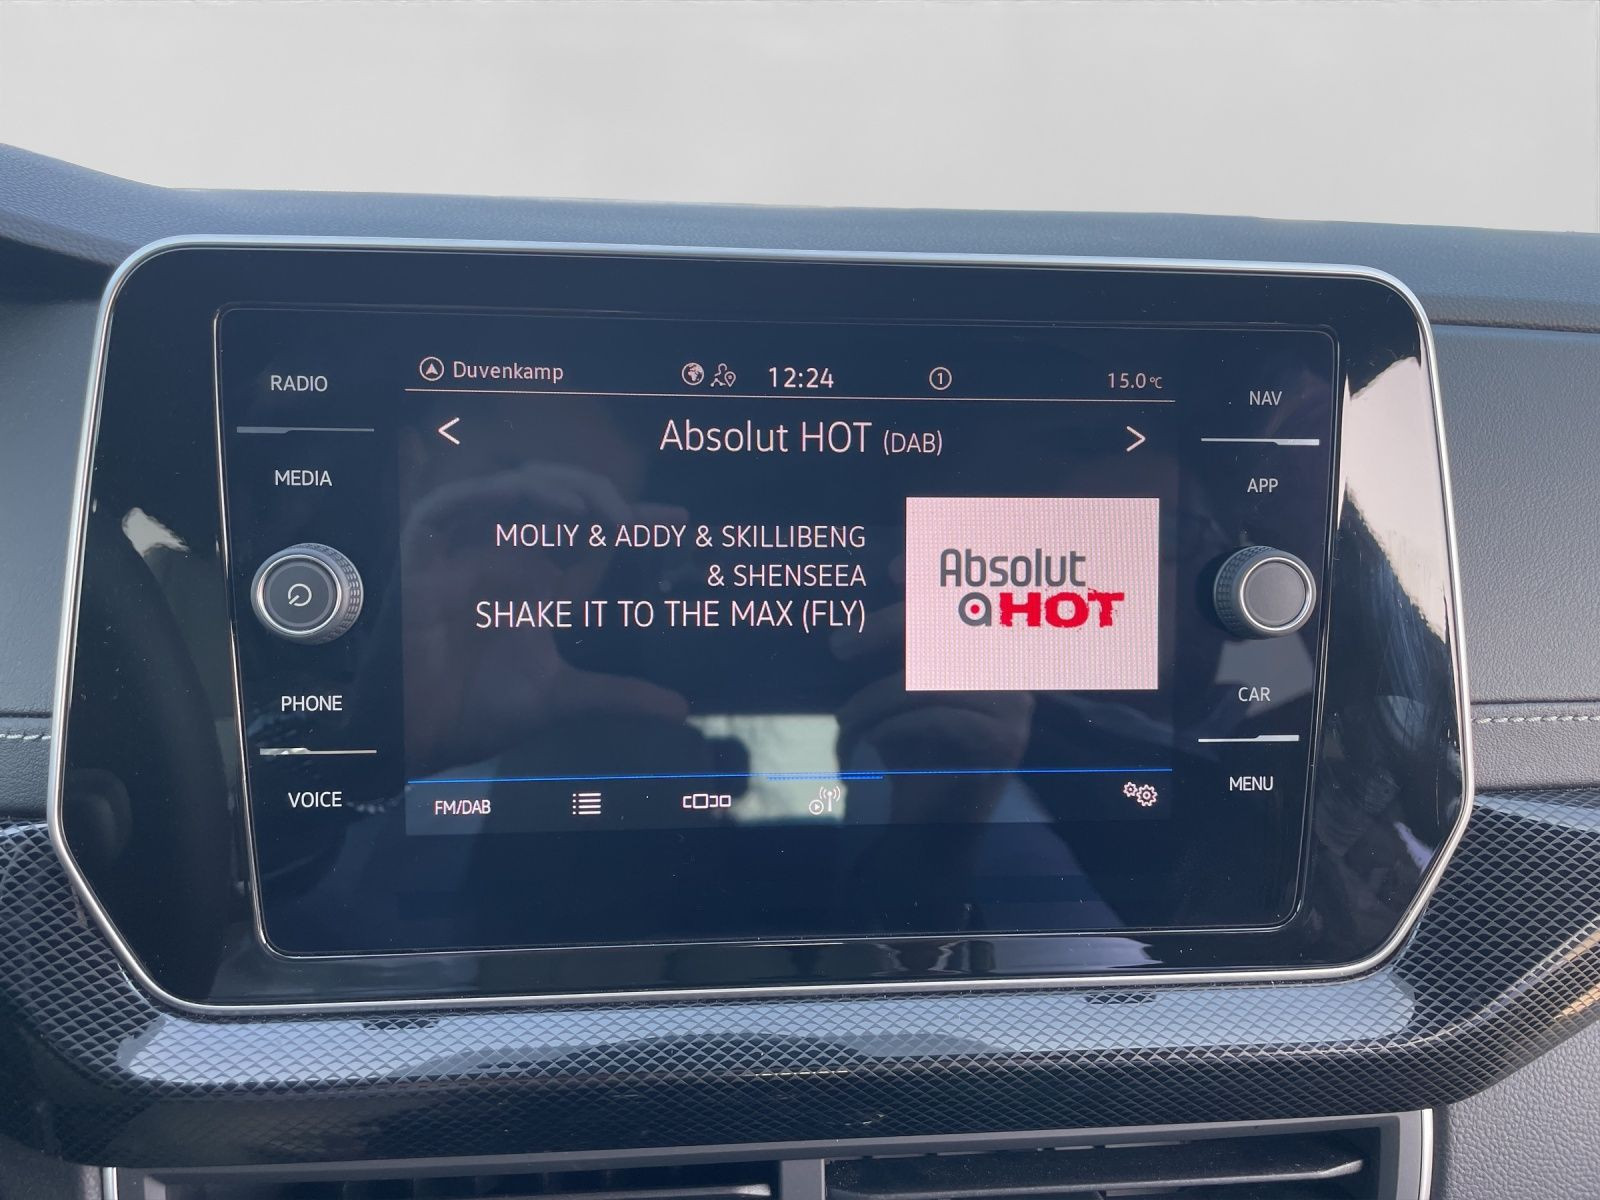 RADIO
MEDIA
PHONE
VOICE
Duvenkamp
12:24
1
15.0 °C
< Absolut HOT (DAB) >
MOLIY & ADDY & SKILLIBENG
& SHENSEEA
SHAKE IT TO THE MAX (FLY)
Absolut
a HOT
FM/DAB
NAV
APP
CAR
MENU